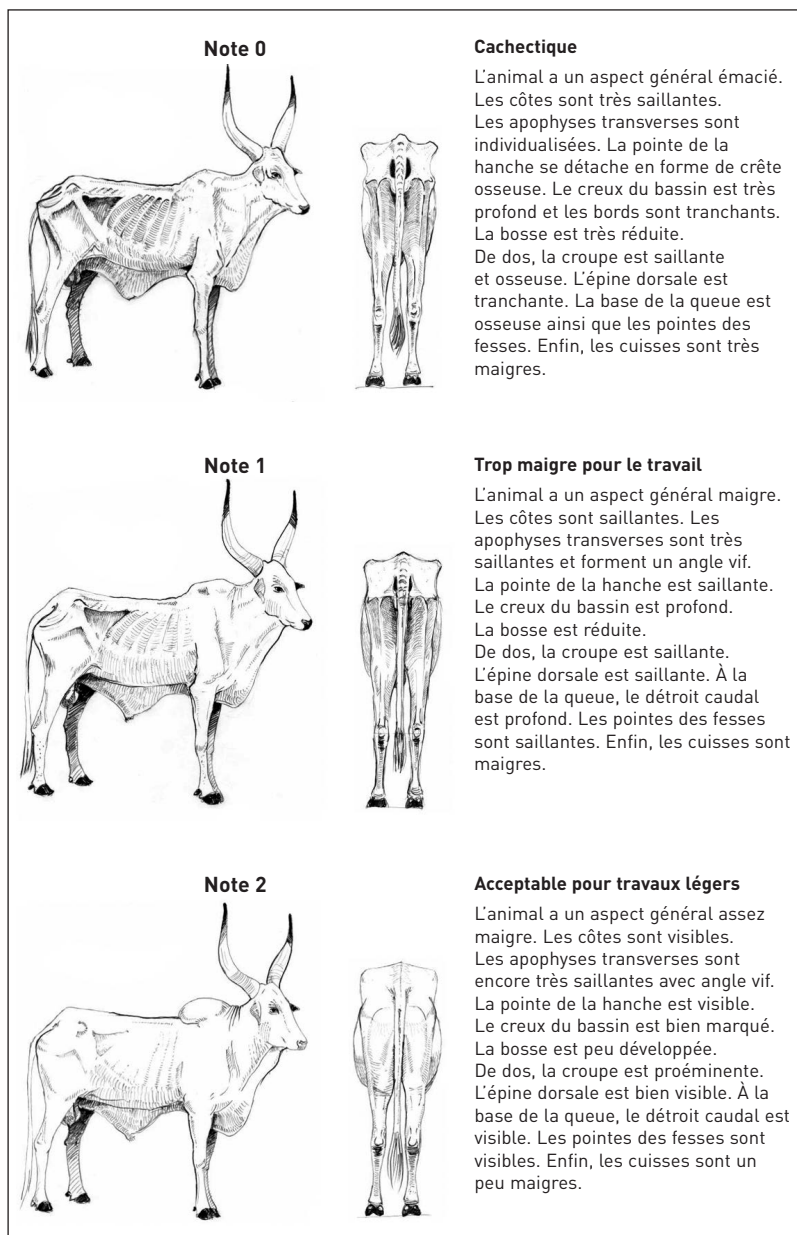 Note 0
Cachectique
L’animal a un aspect général émacié.
Les côtes sont très saillantes.
Les apophyses transverses sont
individualisées. La pointe de la
hanche se détache en forme de crête
osseuse. Le creux du bassin est très
profond et les bords sont tranchants.
La bosse est très réduite.
De dos, la croupe est saillante
et osseuse. L’épine dorsale est
tranchante. La base de la queue est
osseuse ainsi que les pointes des
fesses. Enfin, les cuisses sont très
maigres.
Note 1
Trop maigre pour le travail
L’animal a un aspect général maigre.
Les côtes sont saillantes. Les
apophyses transverses sont très
saillantes et forment un angle vif.
La pointe de la hanche est saillante.
Le creux du bassin est profond.
La bosse est réduite.
De dos, la croupe est saillante.
L’épine dorsale est saillante. À la
base de la queue, le détroit caudal
est profond. Les pointes des fesses
sont saillantes. Enfin, les cuisses sont
maigres.
Note 2
Acceptable pour travaux légers
L’animal a un aspect général assez
maigre. Les côtes sont visibles.
Les apophyses transverses sont
encore très saillantes avec angle vif.
La pointe de la hanche est visible.
Le creux du bassin est bien marqué.
La bosse est peu développée.
De dos, la croupe est proéminente.
L’épine dorsale est bien visible. À la
base de la queue, le détroit caudal est
visible. Les pointes des fesses sont
visibles. Enfin, les cuisses sont un
peu maigres.